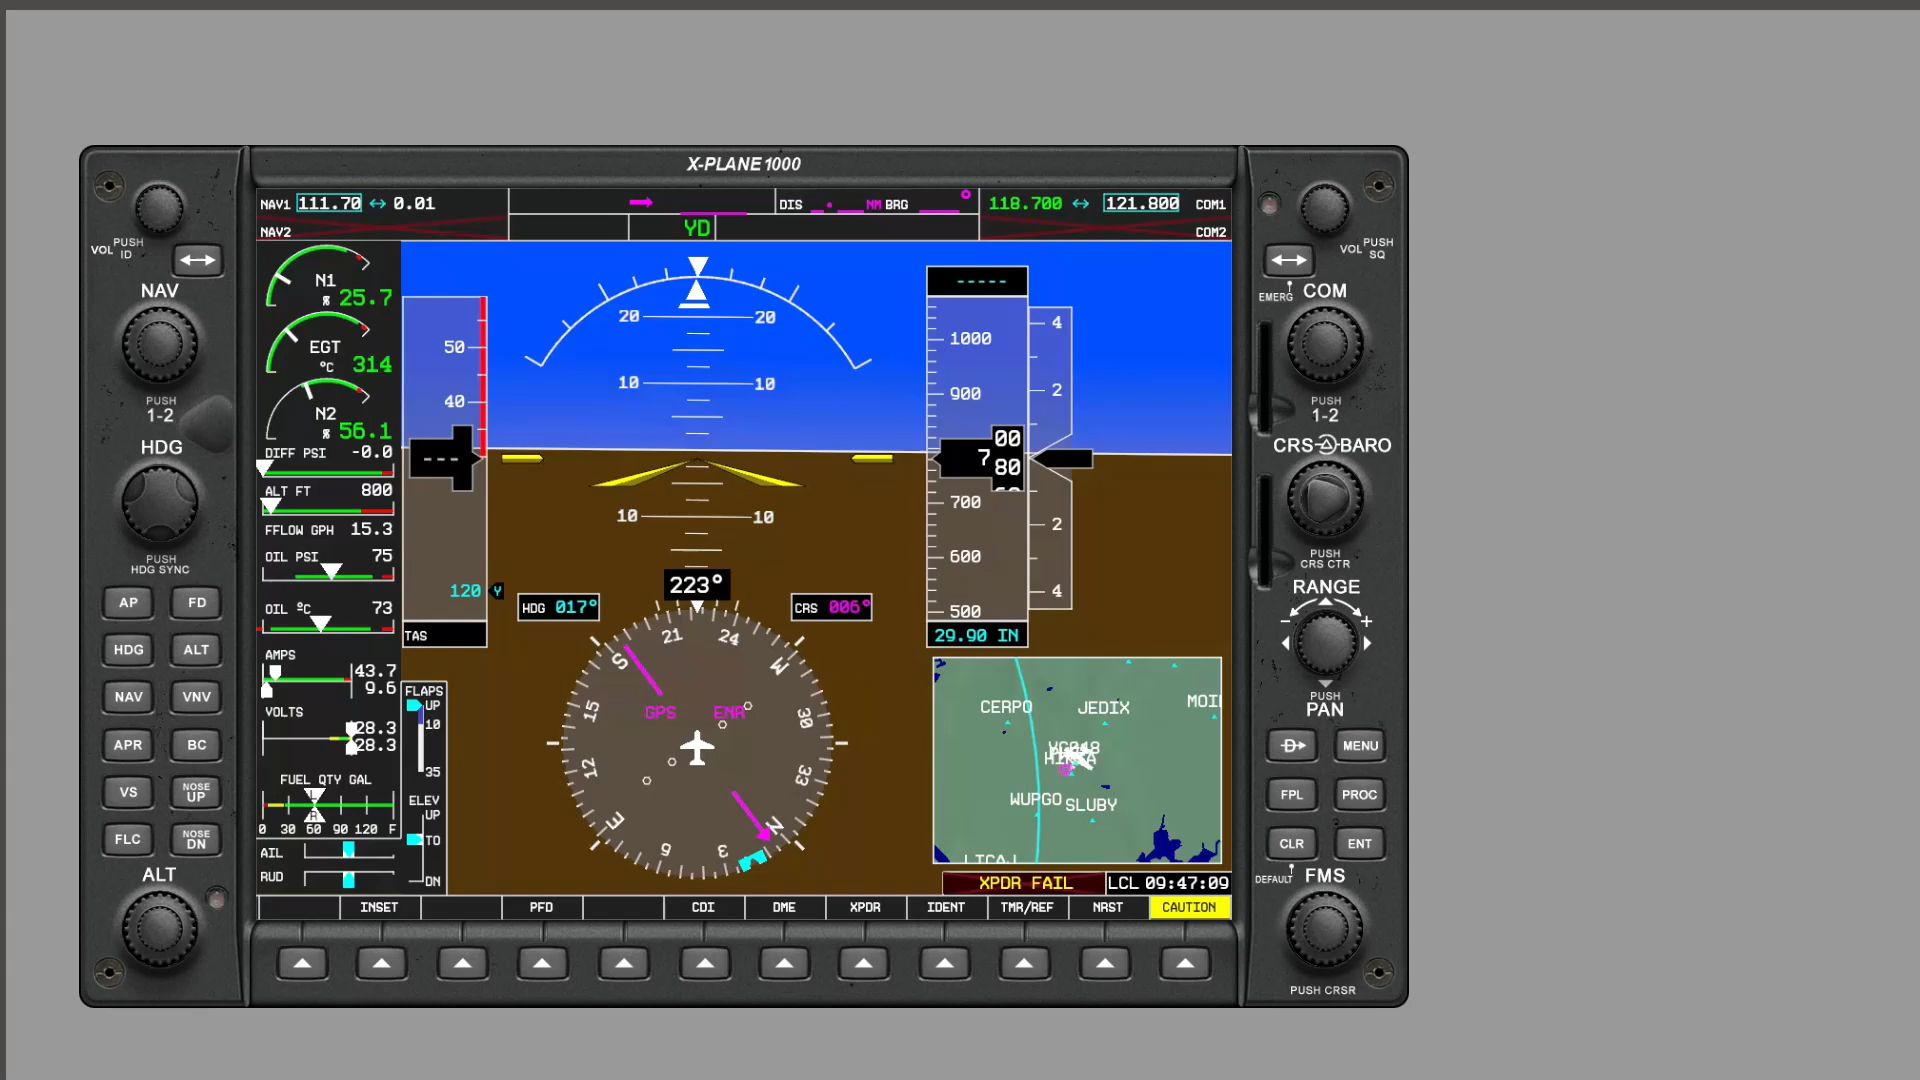 X-PLANE 1000
NAV1 111.70 ↔ 0.01
DIS _._ NM BRG ___°
118.700 ↔ 121.800 COM1
NAV2
YD
COM2
VOL PUSH ID
NAV
PUSH
1-2
HDG
PUSH
HDG SYNC
AP FD
HDG ALT
NAV VNV
APR BC
VS NOSE UP
FLC NOSE DN
ALT
N1
% 25.7
EGT
°C 314
N2
% 56.1
DIFF PSI -0.0
ALT FT 800
FFLOW GPH 15.3
OIL PSI 75
OIL ºC 73
AMPS
43.7
9.6
VOLTS
28.3
28.3
FUEL QTY GAL
L
R
0 30 60 90 120 F
AIL
RUD
FLAPS
UP
10
35
ELEV
UP
TO
DN
50
40
---
120 Y
TAS
20 20
10 10
10 10
-----
1000
900
00
7 80
700
600
500
29.90 IN
4
2
2
4
223°
HDG 017°
CRS 006°
21 24
S W
15 30
GPS ENR
12 33
E N
6 3
CERPO JEDIX
WUPGO SLUBY
XPDR FAIL LCL 09:47:09
INSET PFD CDI DME XPDR IDENT TMR/REF NRST CAUTION
VOL PUSH SQ
EMERG COM
PUSH
1-2
CRS BARO
PUSH
CRS CTR
RANGE
- +
PUSH
PAN
D MENU
FPL PROC
CLR ENT
DEFAULT FMS
PUSH CRSR